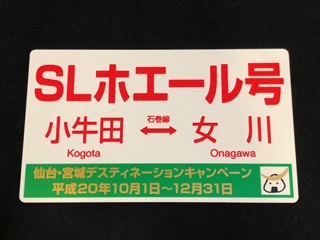 SLホエール号
石巻線
小牛田 ⟷ 女川
Kogota Onagawa
仙台・宮城デスティネーションキャンペーン
平成20年10月1日～12月31日